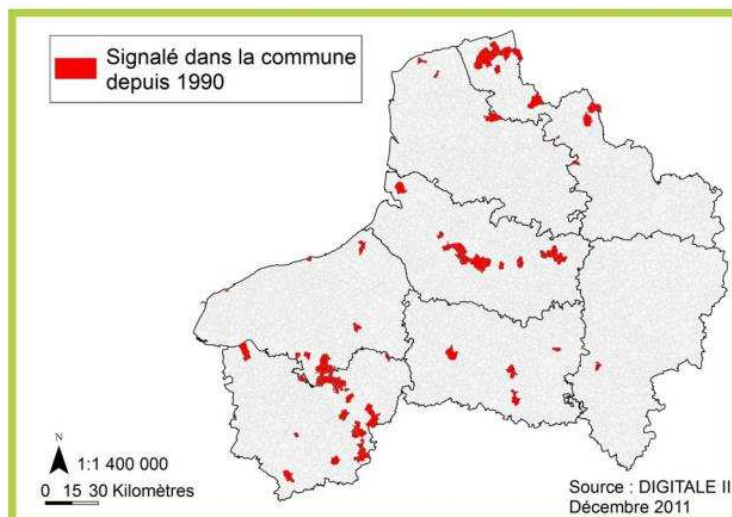 Signalé dans la commune
depuis 1990
N
1:1 400 000
0 15 30 Kilomètres
Source : DIGITALE II
Décembre 2011